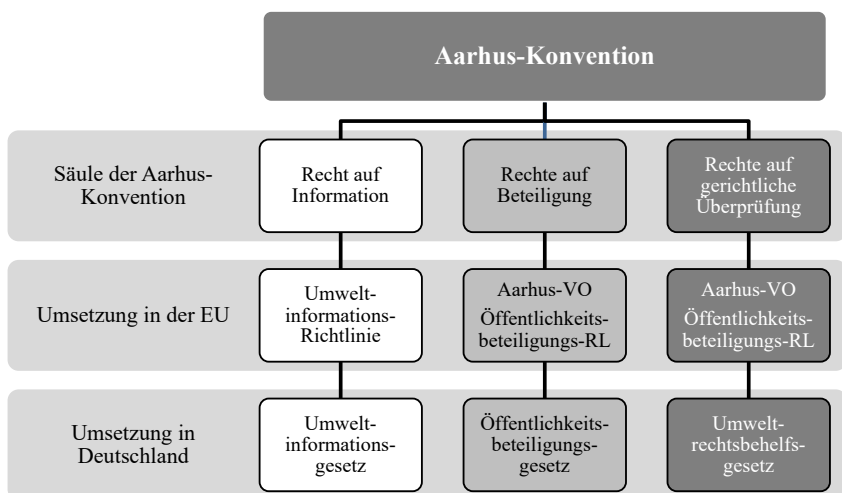 Aarhus-Konvention
Säule der Aarhus-
Konvention
Recht auf
Information
Rechte auf
Beteiligung
Rechte auf
gerichtliche
Überprüfung
Umsetzung in der EU
Umwelt-
informations-
Richtlinie
Aarhus-VO
Öffentlichkeits-
beteiligungs-RL
Aarhus-VO
Öffentlichkeits-
beteiligungs-RL
Umsetzung in
Deutschland
Umwelt-
informations-
gesetz
Öffentlichkeits-
beteiligungs-
gesetz
Umwelt-
rechtsbehelfs-
gesetz